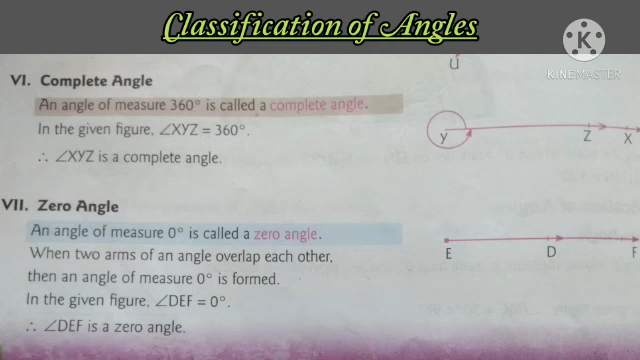 Classification of Angles
KINEMASTER
u
VI. Complete Angle
An angle of measure 360° is called a complete angle.
In the given figure, ∠XYZ = 360°.
∴ ∠XYZ is a complete angle.
y Z X
VII. Zero Angle
An angle of measure 0° is called a zero angle.
When two arms of an angle overlap each other,
then an angle of measure 0° is formed.
In the given figure, ∠DEF = 0°.
∴ ∠DEF is a zero angle.
E D F